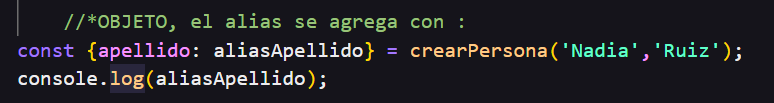 //*OBJETO, el alias se agrega con :
const {apellido: aliasApellido} = crearPersona('Nadia','Ruiz');
console.log(aliasApellido);